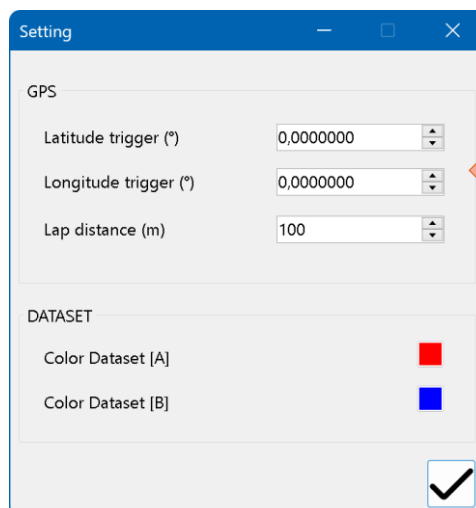 Setting
GPS
Latitude trigger (°)
0,0000000
Longitude trigger (°)
0,0000000
Lap distance (m)
100
DATASET
Color Dataset [A]
Color Dataset [B]